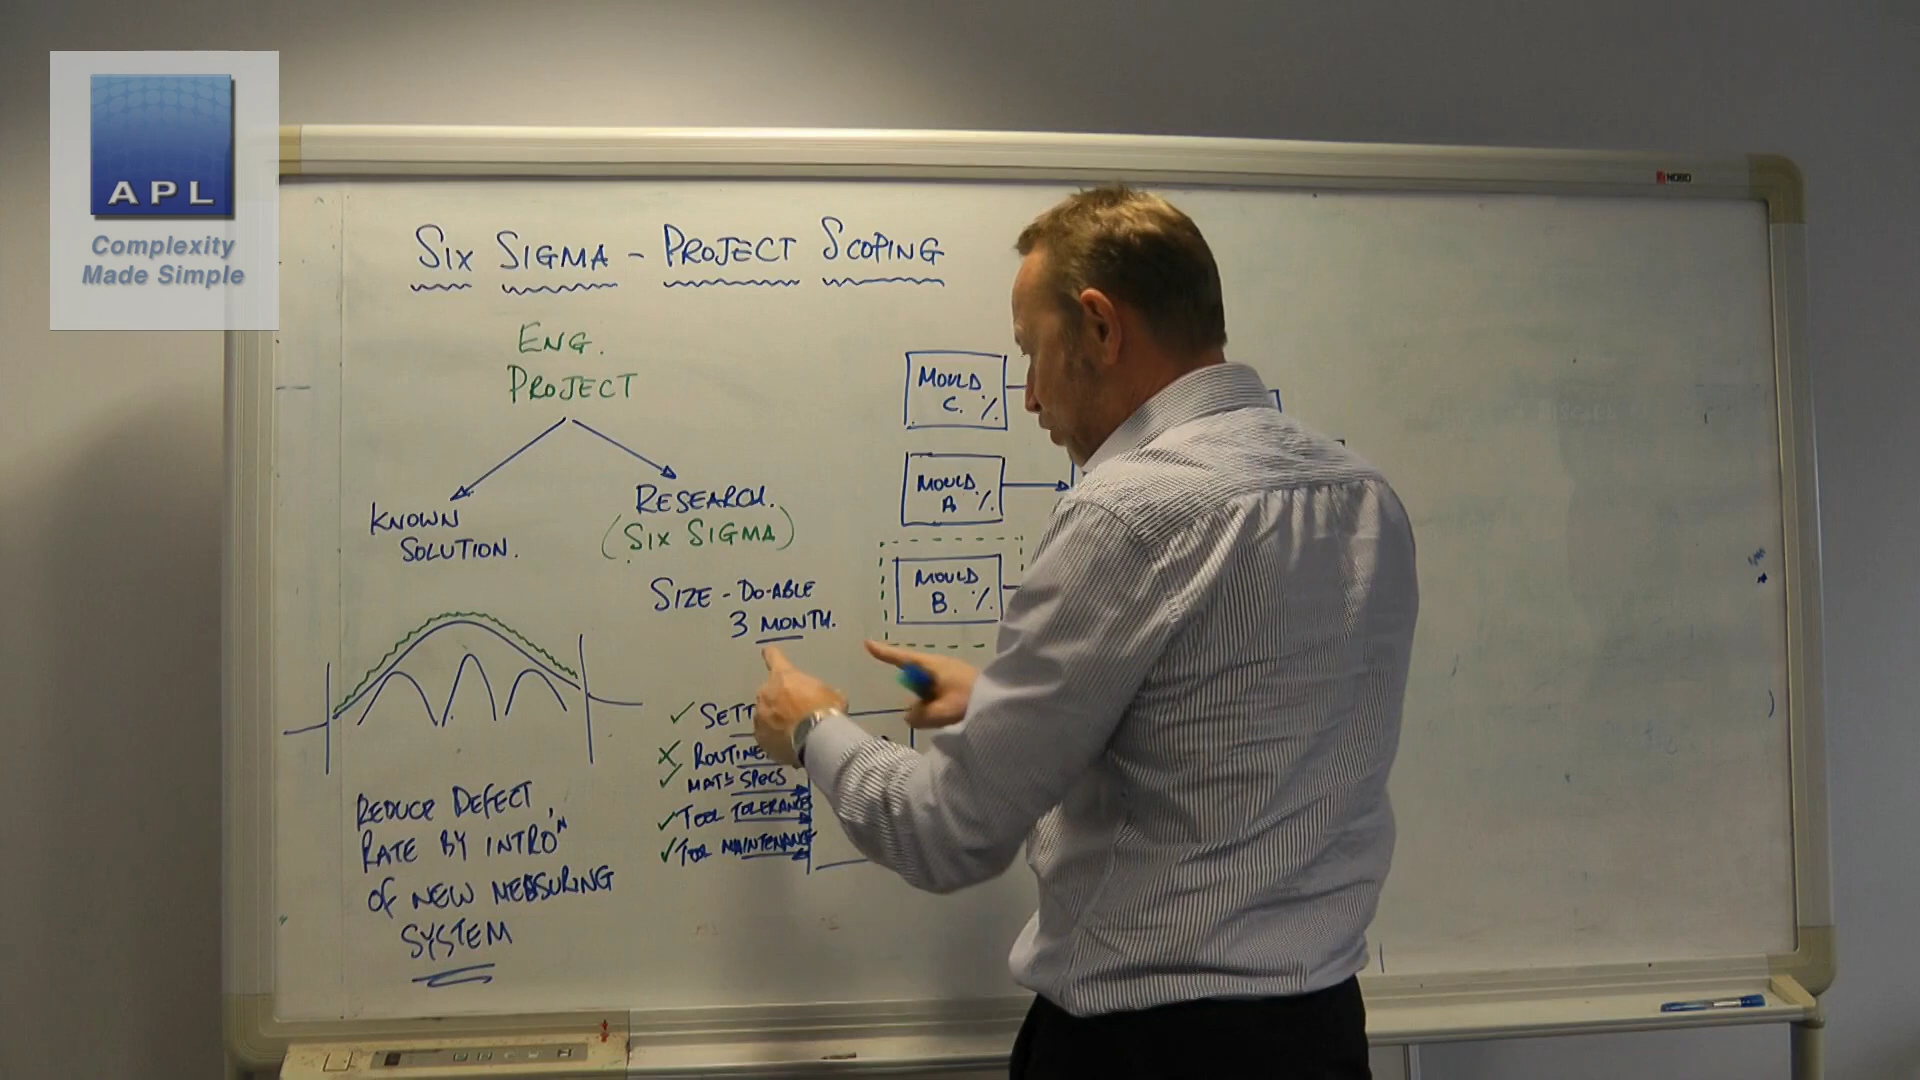 APL
Complexity
Made Simple
NOBO
SIX SIGMA - PROJECT SCOPING
ENG.
PROJECT
KNOWN
SOLUTION.
RESEARCH.
(SIX SIGMA)
SIZE - DO-ABLE
3 MONTH.
MOULD
C. %
MOULD
A %
MOULD
B. %
✓ SETT
X ROUTINE
✓ MAT'LS SPECS
✓ TOOL TOLERANCE
✓ TOOL MAINTENANCE
REDUCE DEFECT
RATE BY INTRO'N
OF NEW MEASURING
SYSTEM